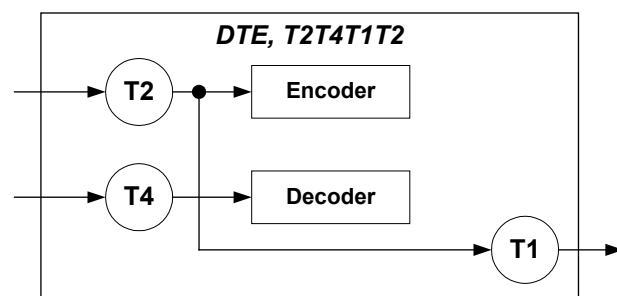 DTE, T2T4T1T2
T2
Encoder
T4
Decoder
T1